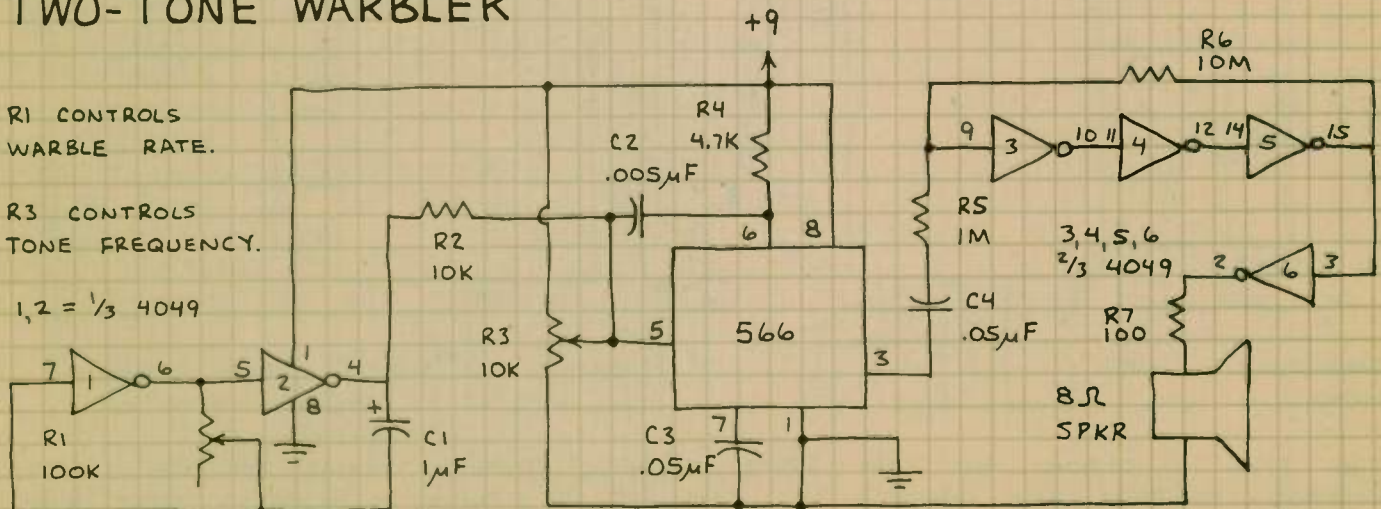 TWO-TONE WARBLER
+9
R6
10M
R1 CONTROLS
WARBLE RATE.
R4
4.7K
C2
.005µF
9
3
10
11
4
12
14
5
15
R3 CONTROLS
TONE FREQUENCY.
R2
10K
6
8
R5
1M
3,4,5,6
2/3 4049
2
6
3
1,2 = 1/3 4049
R3
10K
5
566
C4
.05µF
R7
100
3
7
1
6
5
2
1
4
8
+
8Ω
SPKR
R1
100K
C1
1µF
7
1
C3
.05µF